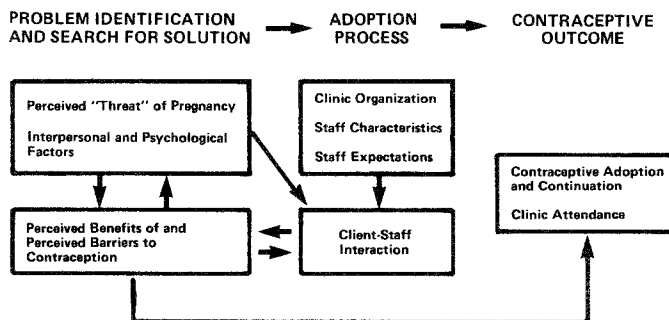 PROBLEM IDENTIFICATION
AND SEARCH FOR SOLUTION
ADOPTION
PROCESS
CONTRACEPTIVE
OUTCOME
Perceived "Threat" of Pregnancy
Interpersonal and Psychological
Factors
Clinic Organization
Staff Characteristics
Staff Expectations
Contraceptive Adoption
and Continuation
Clinic Attendance
Perceived Benefits of and
Perceived Barriers to
Contraception
Client-Staff
Interaction